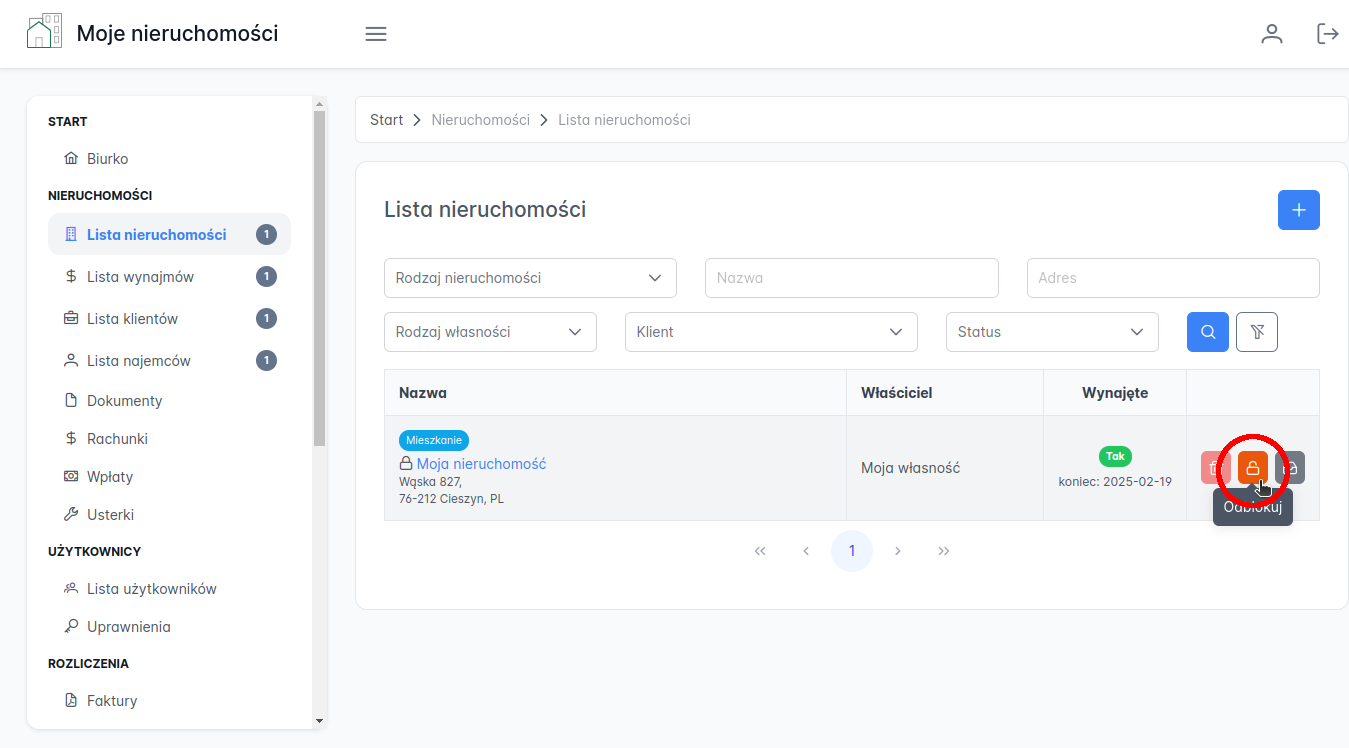 Moje nieruchomości
START
Biurko
NIERUCHOMOŚCI
Lista nieruchomości 1
Lista wynajmów 1
Lista klientów 1
Lista najemców 1
Dokumenty
Rachunki
Wpłaty
Usterki
UŻYTKOWNICY
Lista użytkowników
Uprawnienia
ROZLICZENIA
Faktury
Start > Nieruchomości > Lista nieruchomości
Lista nieruchomości
Rodzaj nieruchomości Nazwa Adres
Rodzaj własności Klient Status
Nazwa Właściciel Wynajęte
Mieszkanie
Moja nieruchomość
Wąska 827,
76-212 Cieszyn, PL
Moja własność
Tak
koniec: 2025-02-19
Odblokuj
« ‹ 1 › »